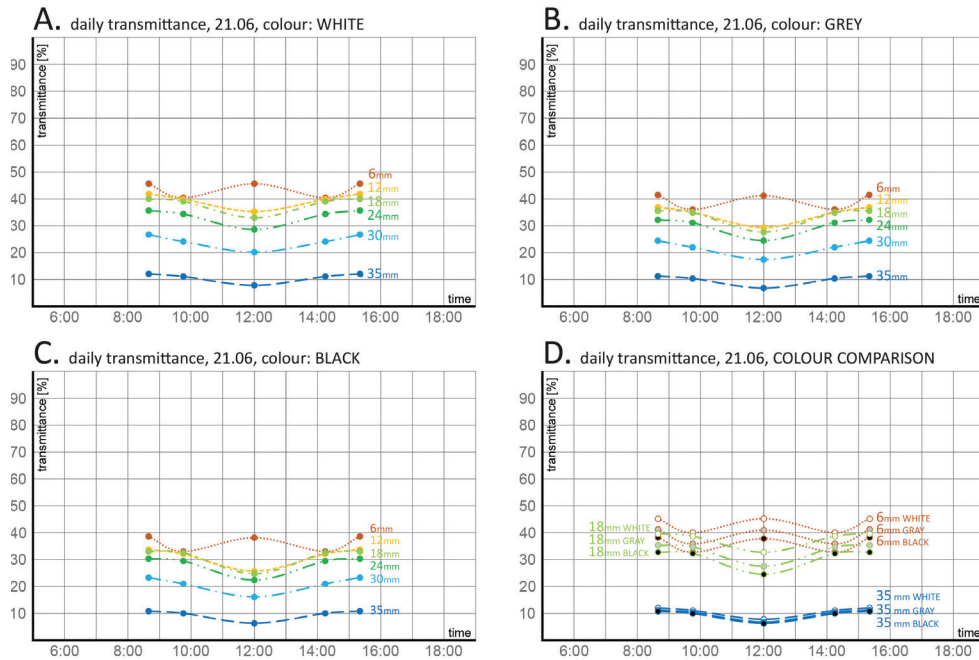 A. daily transmittance, 21.06, colour: WHITE
transmittance [%]
90
80
70
60
50
40
30
20
10
6mm
12mm
18mm
24mm
30mm
35mm
time
6:00 8:00 10:00 12:00 14:00 16:00 18:00
B. daily transmittance, 21.06, colour: GREY
transmittance [%]
90
80
70
60
50
40
30
20
10
6mm
12mm
18mm
24mm
30mm
35mm
time
6:00 8:00 10:00 12:00 14:00 16:00 18:00
C. daily transmittance, 21.06, colour: BLACK
transmittance [%]
90
80
70
60
50
40
30
20
10
6mm
12mm
18mm
24mm
30mm
35mm
time
6:00 8:00 10:00 12:00 14:00 16:00 18:00
D. daily transmittance, 21.06, COLOUR COMPARISON
transmittance [%]
90
80
70
60
50
40
30
20
10
18mm WHITE
18mm GRAY
18mm BLACK
6mm WHITE
6mm GRAY
6mm BLACK
35 mm WHITE
35 mm GRAY
35 mm BLACK
time
6:00 8:00 10:00 12:00 14:00 16:00 18:00